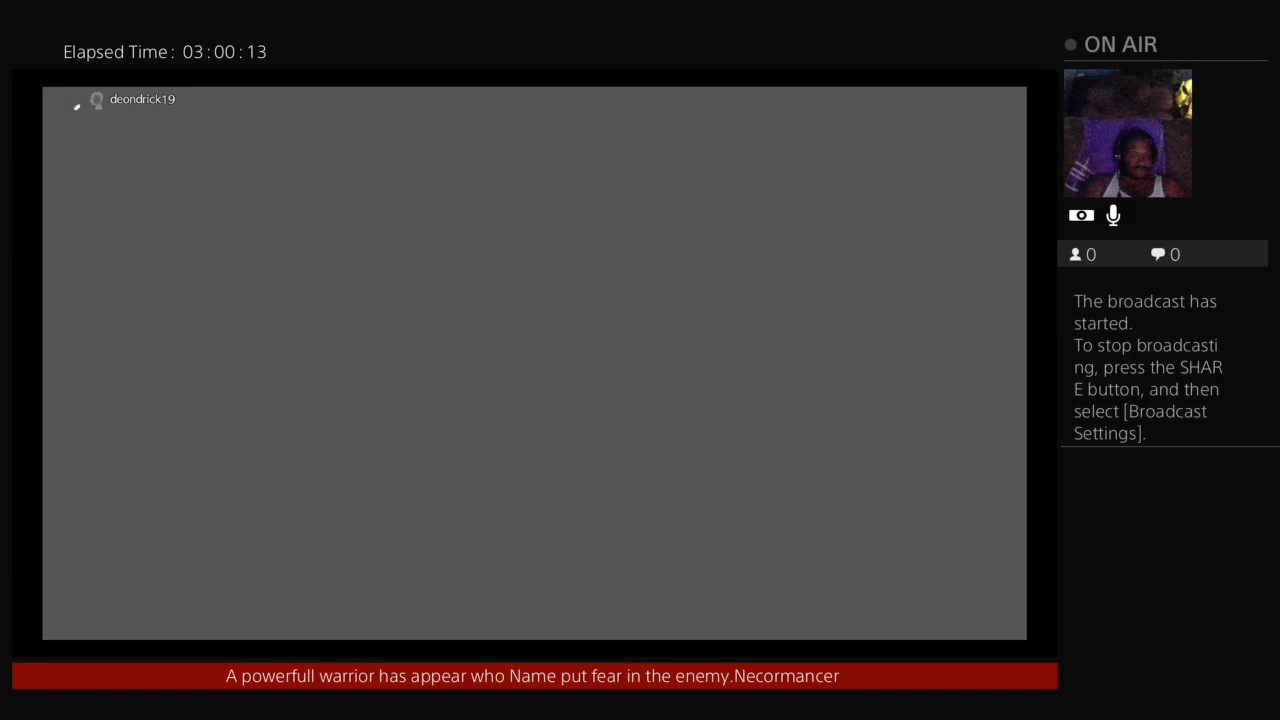 Elapsed Time: 03:00:13
ON AIR
deondrick19
0 0
The broadcast has
started.
To stop broadcasti
ng, press the SHAR
E button, and then
select [Broadcast
Settings].
A powerfull warrior has appear who Name put fear in the enemy.Necormancer